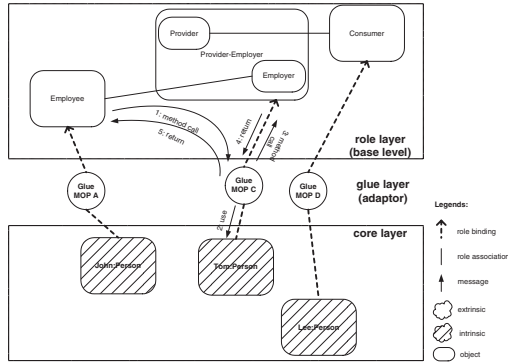 Provider
Consumer
Provider-Employer
Employer
Employee
1: method call
5: return
4: return
3: method
call
role layer
(base level)
Glue
MOP A
Glue
MOP C
Glue
MOP D
glue layer
(adaptor)
2: use
core layer
John:Person
Tom:Person
Lee:Person
Legends:
role binding
role association
message
extrinsic
intrinsic
object